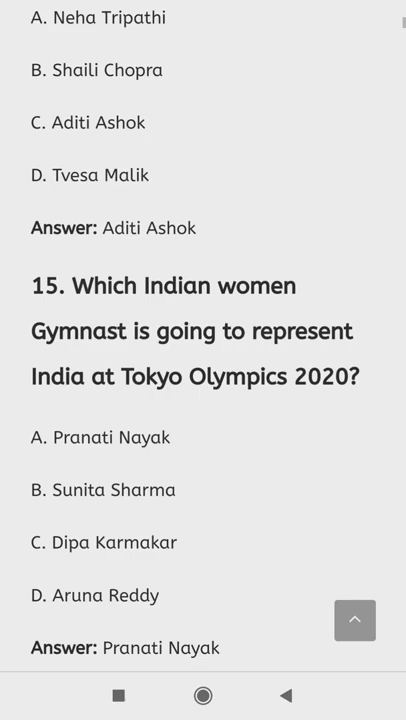 A. Neha Tripathi
B. Shaili Chopra
C. Aditi Ashok
D. Tvesa Malik
Answer: Aditi Ashok
15. Which Indian women
Gymnast is going to represent
India at Tokyo Olympics 2020?
A. Pranati Nayak
B. Sunita Sharma
C. Dipa Karmakar
D. Aruna Reddy
Answer: Pranati Nayak